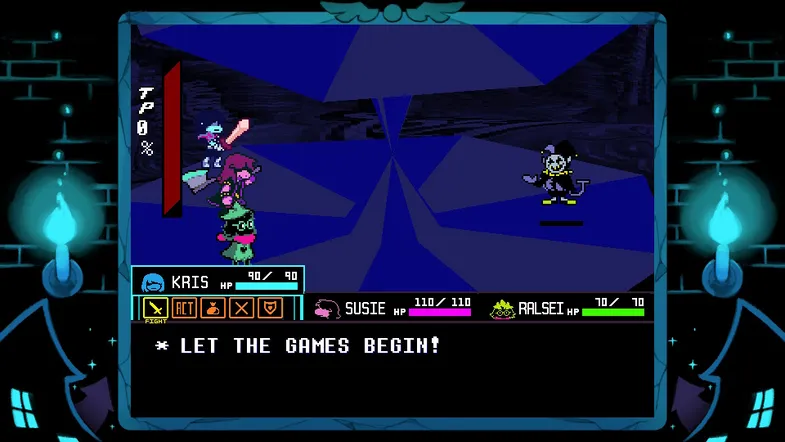 TP
0
%
KRIS HP 90/ 90
FIGHT
ACT
SUSIE HP 110/ 110
RALSEI HP 70/ 70
* LET THE GAMES BEGIN!